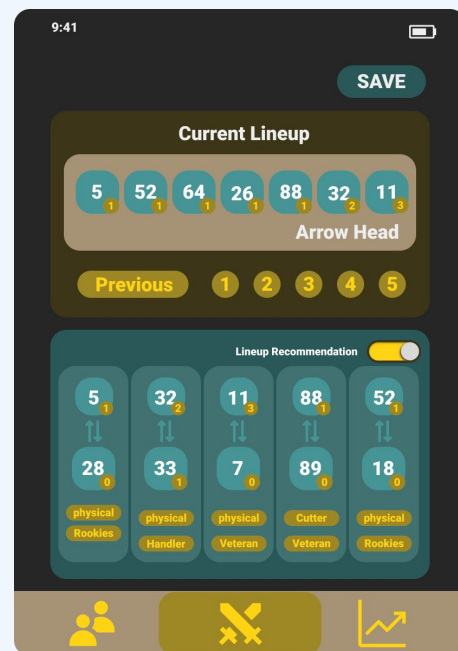 9:41
SAVE
Current Lineup
5 52 64 26 88 32 11
1 1 1 1 1 2 3
Arrow Head
Previous 1 2 3 4 5
Lineup Recommendation
5 32 11 88 52
1 2 3 1 1
28 33 7 89 18
0 1 0 0 0
physical physical physical Cutter physical
Rookies Handler Veteran Veteran Rookies